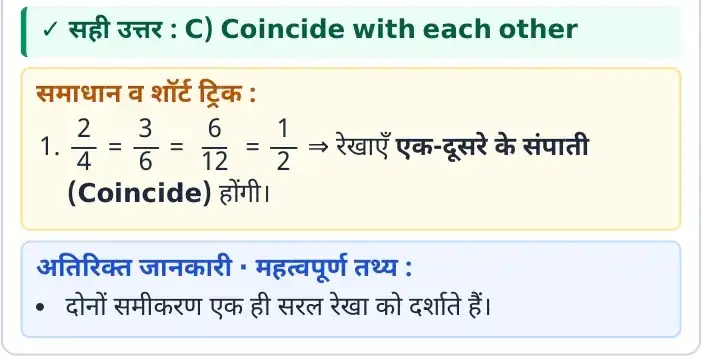 ✓ सही उत्तर : C) Coincide with each other
समाधान व शॉर्ट ट्रिक :
1. 2/4 = 3/6 = 6/12 = 1/2 ⇒ रेखाएँ एक-दूसरे के संपाती
(Coincide) होंगी।
अतिरिक्त जानकारी · महत्वपूर्ण तथ्य :
• दोनों समीकरण एक ही सरल रेखा को दर्शाते हैं।